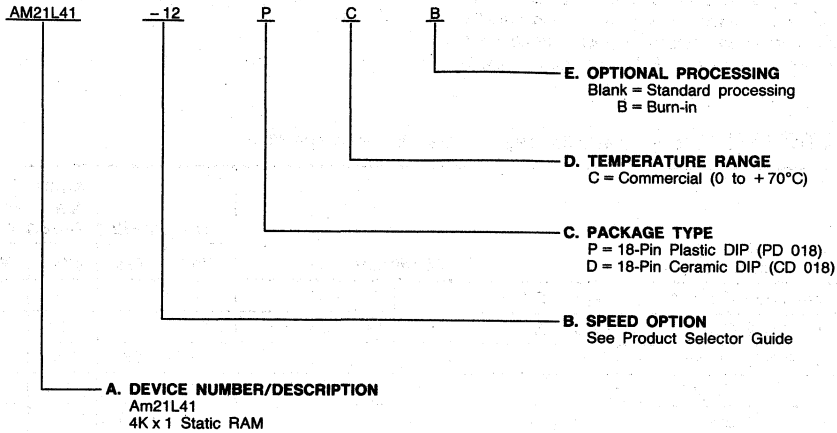 AM21L41 -12 P C B
E. OPTIONAL PROCESSING
Blank = Standard processing
B = Burn-in
D. TEMPERATURE RANGE
C = Commercial (0 to +70°C)
C. PACKAGE TYPE
P = 18-Pin Plastic DIP (PD 018)
D = 18-Pin Ceramic DIP (CD 018)
B. SPEED OPTION
See Product Selector Guide
A. DEVICE NUMBER/DESCRIPTION
Am21L41
4K x 1 Static RAM